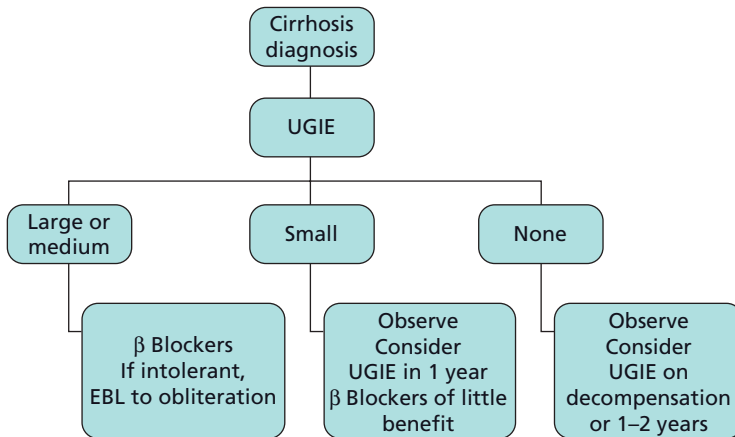 Cirrhosis
diagnosis
UGIE
Large or
medium
Small
None
β Blockers
If intolerant,
EBL to obliteration
Observe
Consider
UGIE in 1 year
β Blockers of little
benefit
Observe
Consider
UGIE on
decompensation
or 1–2 years